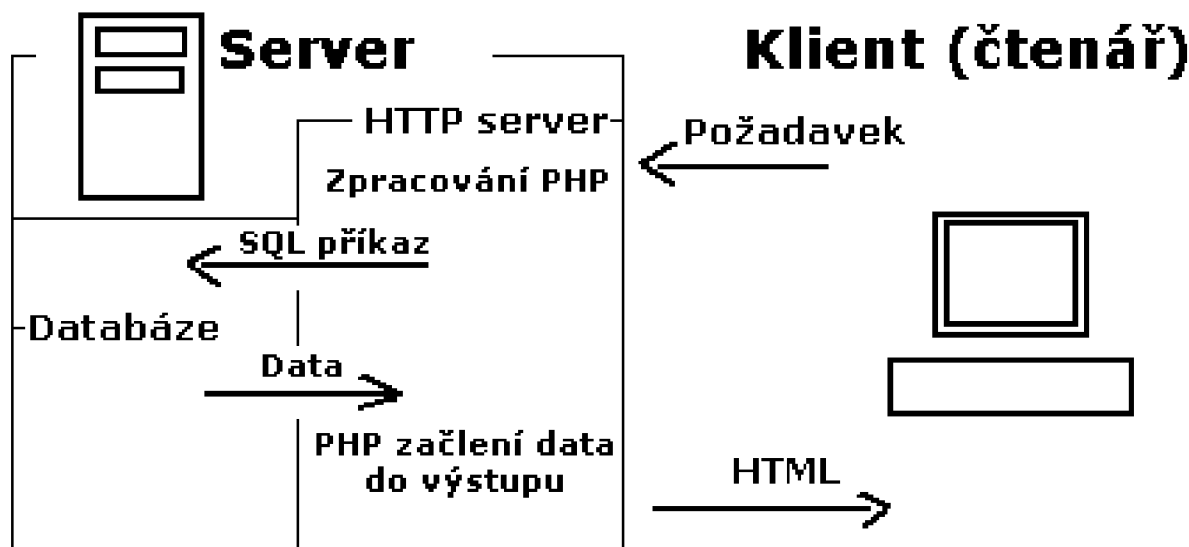 Server
Klient (čtenář)
HTTP server
Požadavek
Zpracování PHP
SQL příkaz
Databáze
Data
PHP začlení data
do výstupu
HTML